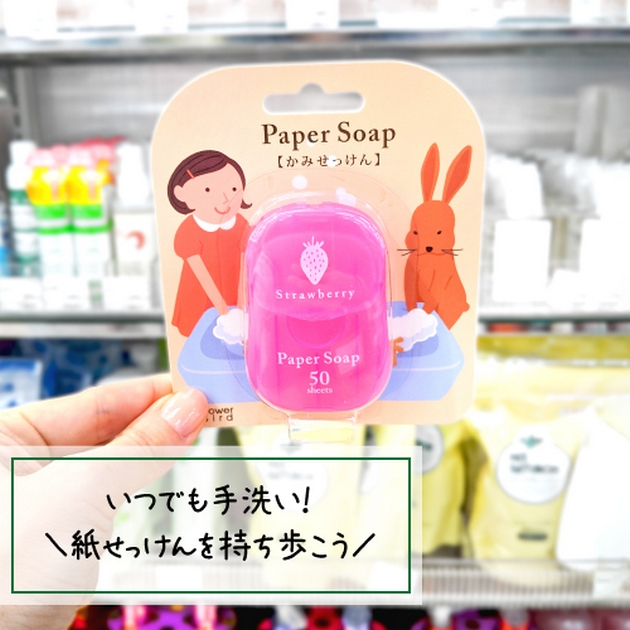 Paper Soap
【かみせっけん】
Strawberry
Paper Soap
50
sheets
いつでも手洗い!
\紙せっけんを持ち歩こう/